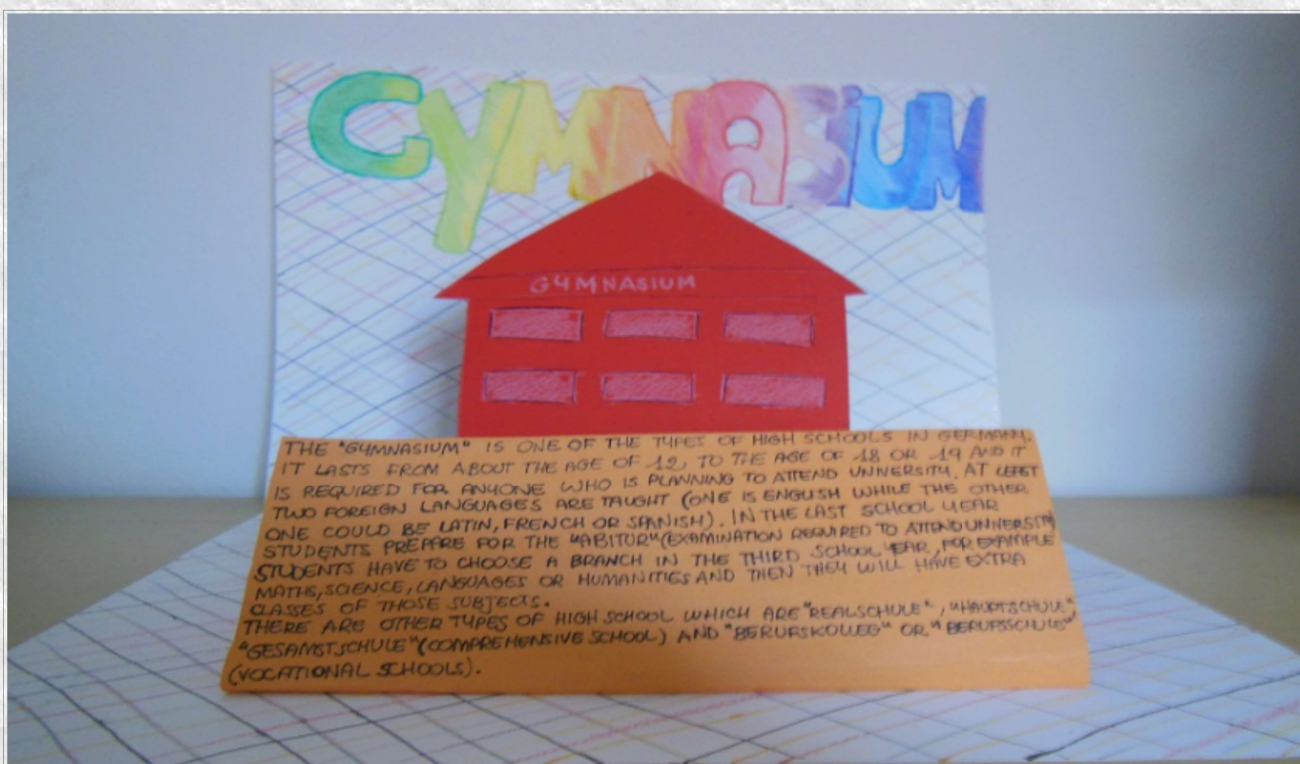 GYMNASiUM
GYMNASIUM
THE "GYMNASIUM" IS ONE OF THE TYPES OF HIGH SCHOOLS IN GERMANY.
IT LASTS FROM ABOUT THE AGE OF 12, TO THE AGE OF 18 OR 19 AND IT
IS REQUIRED FOR ANYONE WHO IS PLANNING TO ATTEND UNIVERSITY. AT LEAST
TWO FOREIGN LANGUAGES ARE TAUGHT (ONE IS ENGLISH WHILE THE OTHER
ONE COULD BE LATIN, FRENCH OR SPANISH). IN THE LAST SCHOOL YEAR
STUDENTS PREPARE FOR THE "ABITUR" (EXAMINATION REQUIRED TO ATTEND UNIVERSITY)
STUDENTS HAVE TO CHOOSE A BRANCH IN THE THIRD SCHOOL YEAR, FOR EXAMPLE
MATHS, SCIENCE, LANGUAGES OR HUMANITIES AND THEN THEY WILL HAVE EXTRA
CLASSES OF THOSE SUBJECTS.
THERE ARE OTHER TYPES OF HIGH SCHOOL WHICH ARE "REALSCHULE", "HAUPTSCHULE",
"GESAMTSCHULE" (COMPREHENSIVE SCHOOL) AND "BERUFSKOLLEG" OR "BERUFSSCHULE"
(VOCATIONAL SCHOOLS).